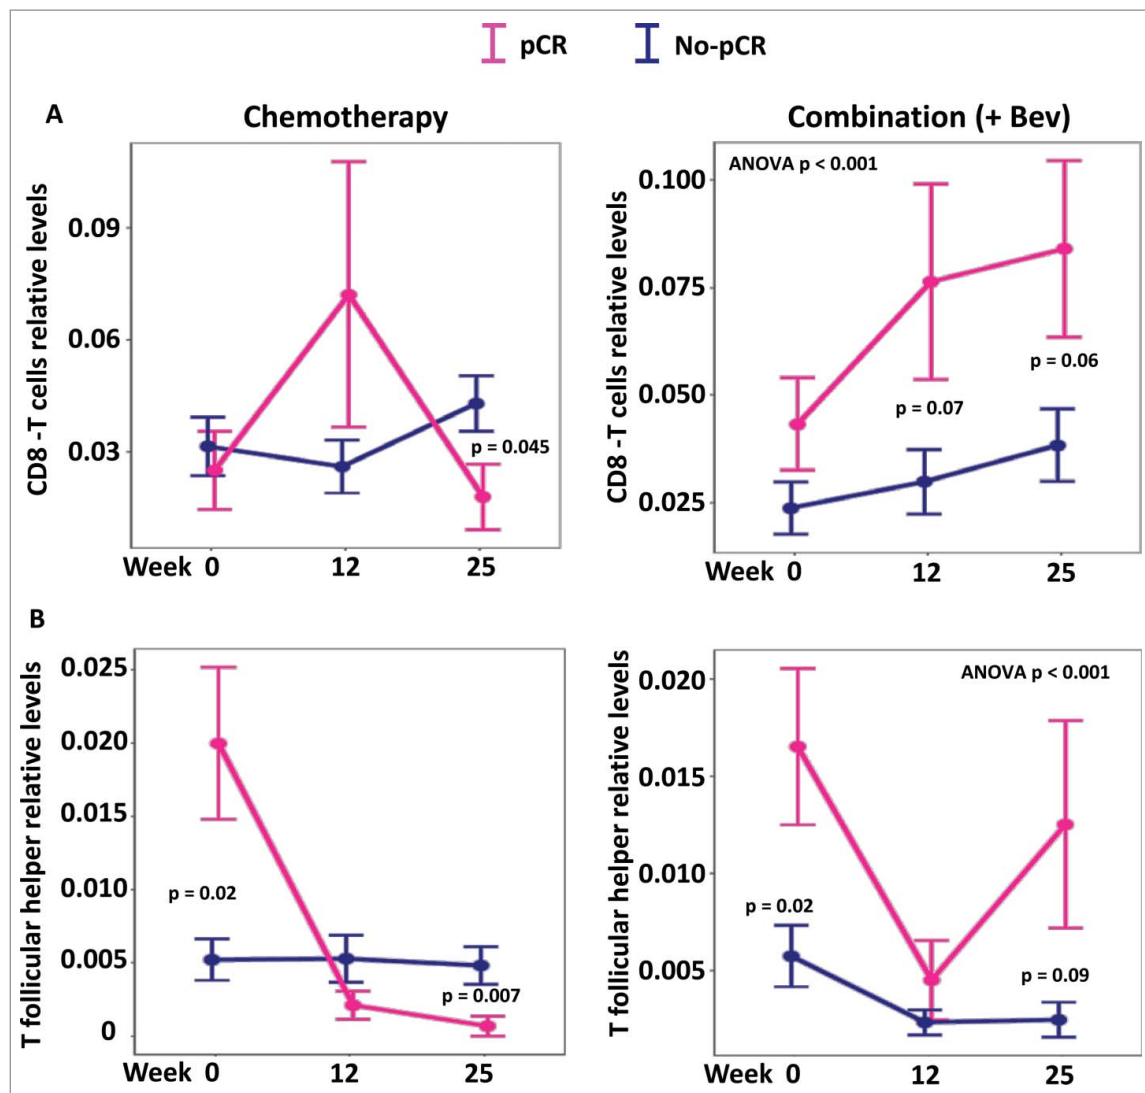 pCR No-pCR
A Chemotherapy Combination (+ Bev)
CD8 -T cells relative levels
0.09
0.06
0.03
p = 0.045
Week 0 12 25
CD8 -T cells relative levels
ANOVA p < 0.001
0.100
0.075
0.050
0.025
p = 0.06
p = 0.07
Week 0 12 25
B
T follicular helper relative levels
0.025
0.020
0.015
0.010
0.005
0
p = 0.02
p = 0.007
Week 0 12 25
T follicular helper relative levels
ANOVA p < 0.001
0.020
0.015
0.010
0.005
p = 0.02
p = 0.09
Week 0 12 25